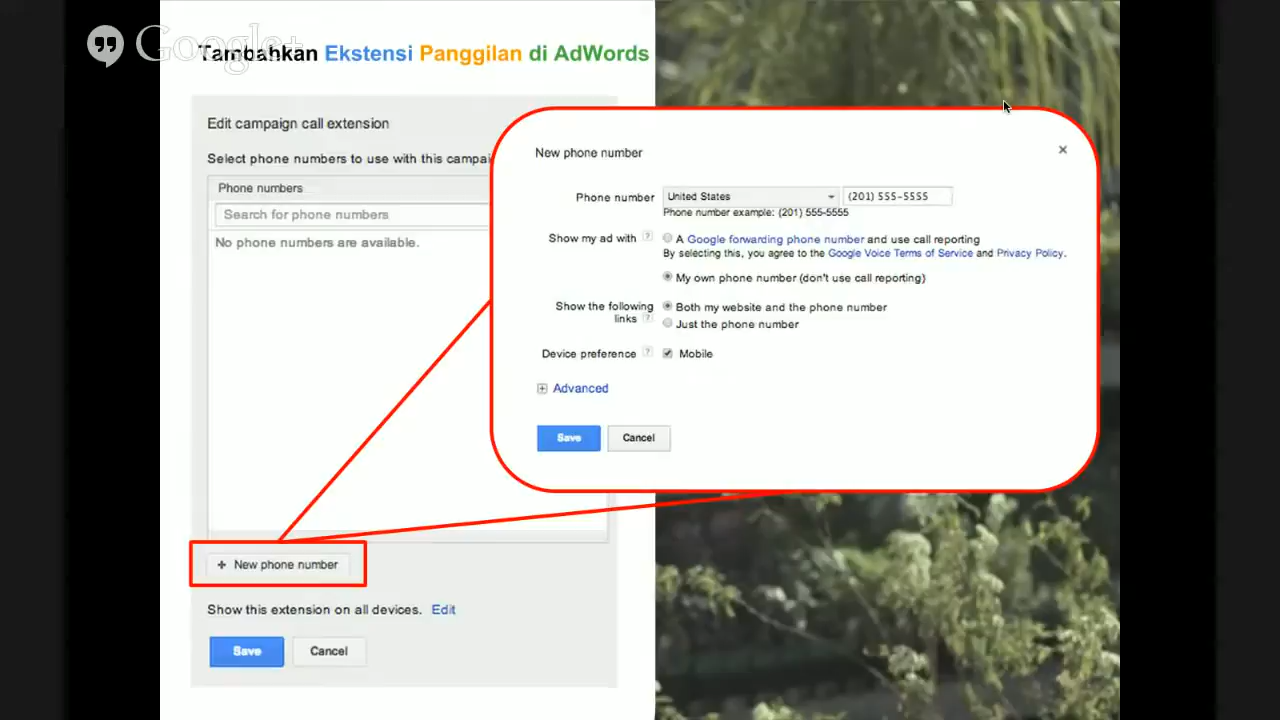 Google+
Tambahkan Ekstensi Panggilan di AdWords
Edit campaign call extension
Select phone numbers to use with this campai
Phone numbers
Search for phone numbers
No phone numbers are available.
+ New phone number
Show this extension on all devices. Edit
Save Cancel
New phone number
Phone number United States (201) 555-5555
Phone number example: (201) 555-5555
Show my ad with ? A Google forwarding phone number and use call reporting
By selecting this, you agree to the Google Voice Terms of Service and Privacy Policy.
My own phone number (don't use call reporting)
Show the following Both my website and the phone number
links ? Just the phone number
Device preference ? Mobile
Advanced
Save Cancel